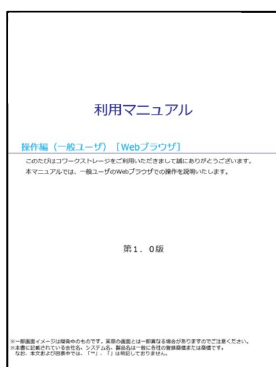 利用マニュアル
操作編（一般ユーザ）［Webブラウザ］
このたびはコワークストレージをご利用いただきまして誠にありがとうございます。
本マニュアルでは、一般ユーザのWebブラウザでの操作を説明いたします。
第１．０版
※一部画面イメージは開発中のものです。実際の画面とは一部異なる場合がありますのでご注意ください。
※本書に記載されている会社名、システム名、製品名は一般に各社の登録商標または商標です。
なお、本文および図表中では、「™」、「」は明記しておりません。